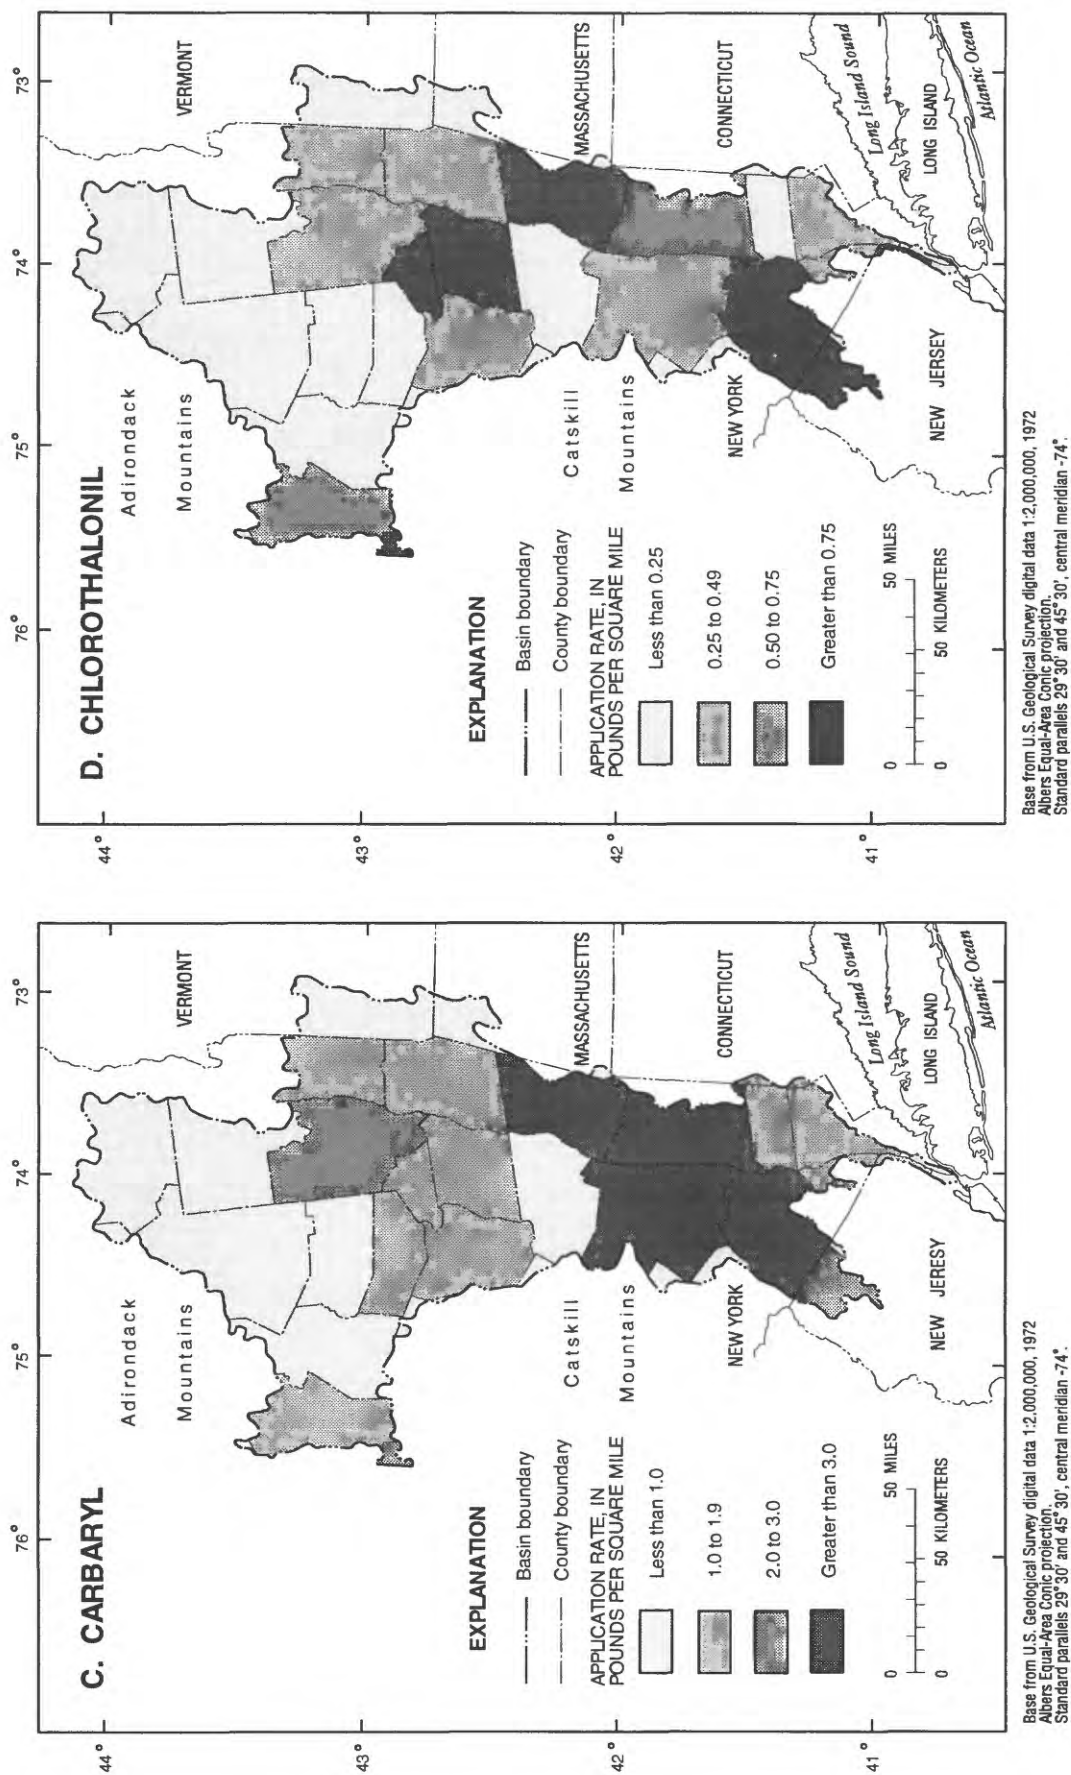 C. CARBARYL
76°
75°
74°
73°
44°
43°
42°
41°
Adirondack
Mountains
VERMONT
Catskill
Mountains
MASSACHUSETTS
NEW YORK
CONNECTICUT
Long Island Sound
LONG ISLAND
Atlantic Ocean
NEW JERESY
EXPLANATION
Basin boundary
County boundary
APPLICATION RATE, IN
POUNDS PER SQUARE MILE
Less than 1.0
1.0 to 1.9
2.0 to 3.0
Greater than 3.0
0 50 MILES
0 50 KILOMETERS
Base from U.S. Geological Survey digital data 1:2,000,000, 1972
Albers Equal-Area Conic projection.
Standard parallels 29°30' and 45°30', central meridian -74°.
D. CHLOROTHALONIL
76°
75°
74°
73°
44°
43°
42°
41°
Adirondack
Mountains
VERMONT
Catskill
Mountains
MASSACHUSETTS
NEW YORK
CONNECTICUT
Long Island Sound
LONG ISLAND
Atlantic Ocean
NEW JERSEY
EXPLANATION
Basin boundary
County boundary
APPLICATION RATE, IN
POUNDS PER SQUARE MILE
Less than 0.25
0.25 to 0.49
0.50 to 0.75
Greater than 0.75
0 50 MILES
0 50 KILOMETERS
Base from U.S. Geological Survey digital data 1:2,000,000, 1972
Albers Equal-Area Conic projection.
Standard parallels 29°30' and 45°30', central meridian -74°.